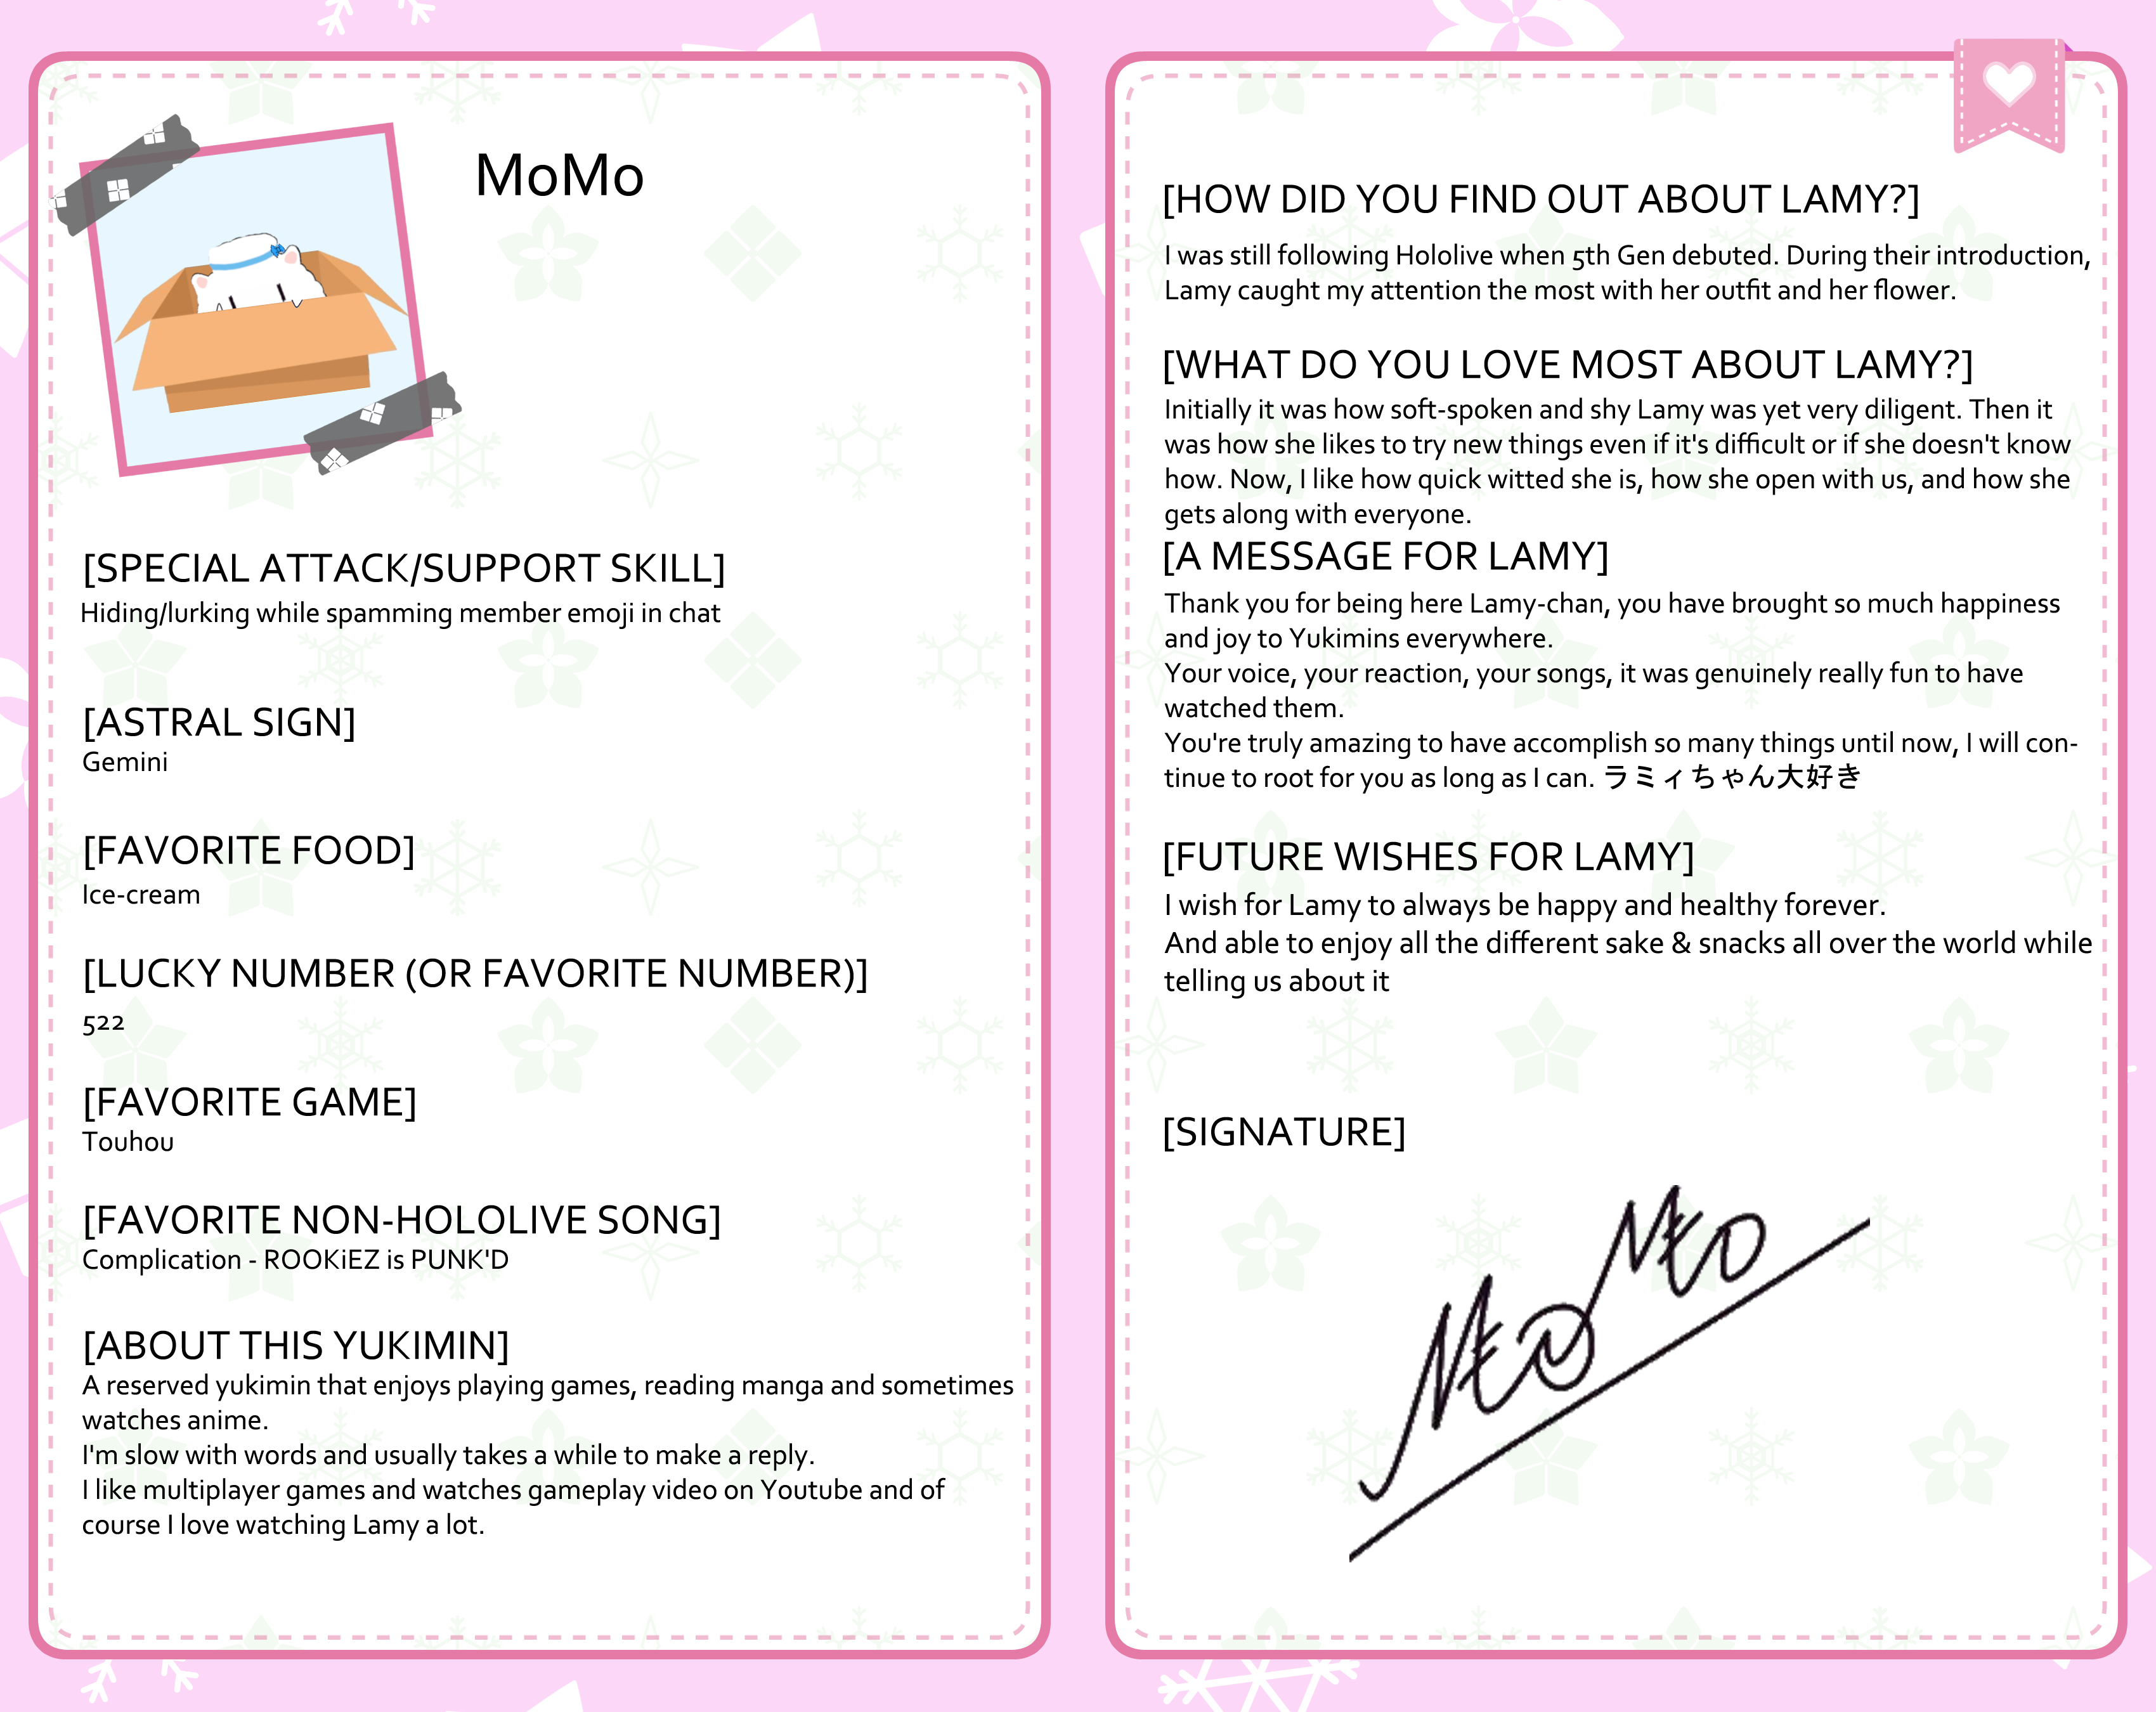 MoMo
[SPECIAL ATTACK/SUPPORT SKILL]
Hiding/lurking while spamming member emoji in chat
[ASTRAL SIGN]
Gemini
[FAVORITE FOOD]
Ice-cream
[LUCKY NUMBER (OR FAVORITE NUMBER)]
522
[FAVORITE GAME]
Touhou
[FAVORITE NON-HOLOLIVE SONG]
Complication - ROOKiEZ is PUNK'D
[ABOUT THIS YUKIMIN]
A reserved yukimin that enjoys playing games, reading manga and sometimes
watches anime.
I'm slow with words and usually takes a while to make a reply.
I like multiplayer games and watches gameplay video on Youtube and of
course I love watching Lamy a lot.
[HOW DID YOU FIND OUT ABOUT LAMY?]
I was still following Hololive when 5th Gen debuted. During their introduction,
Lamy caught my attention the most with her outfit and her flower.
[WHAT DO YOU LOVE MOST ABOUT LAMY?]
Initially it was how soft-spoken and shy Lamy was yet very diligent. Then it
was how she likes to try new things even if it's difficult or if she doesn't know
how. Now, I like how quick witted she is, how she open with us, and how she
gets along with everyone.
[A MESSAGE FOR LAMY]
Thank you for being here Lamy-chan, you have brought so much happiness
and joy to Yukimins everywhere.
Your voice, your reaction, your songs, it was genuinely really fun to have
watched them.
You're truly amazing to have accomplish so many things until now, I will con-
tinue to root for you as long as I can. ラミィちゃん大好き
[FUTURE WISHES FOR LAMY]
I wish for Lamy to always be happy and healthy forever.
And able to enjoy all the different sake & snacks all over the world while
telling us about it
[SIGNATURE]